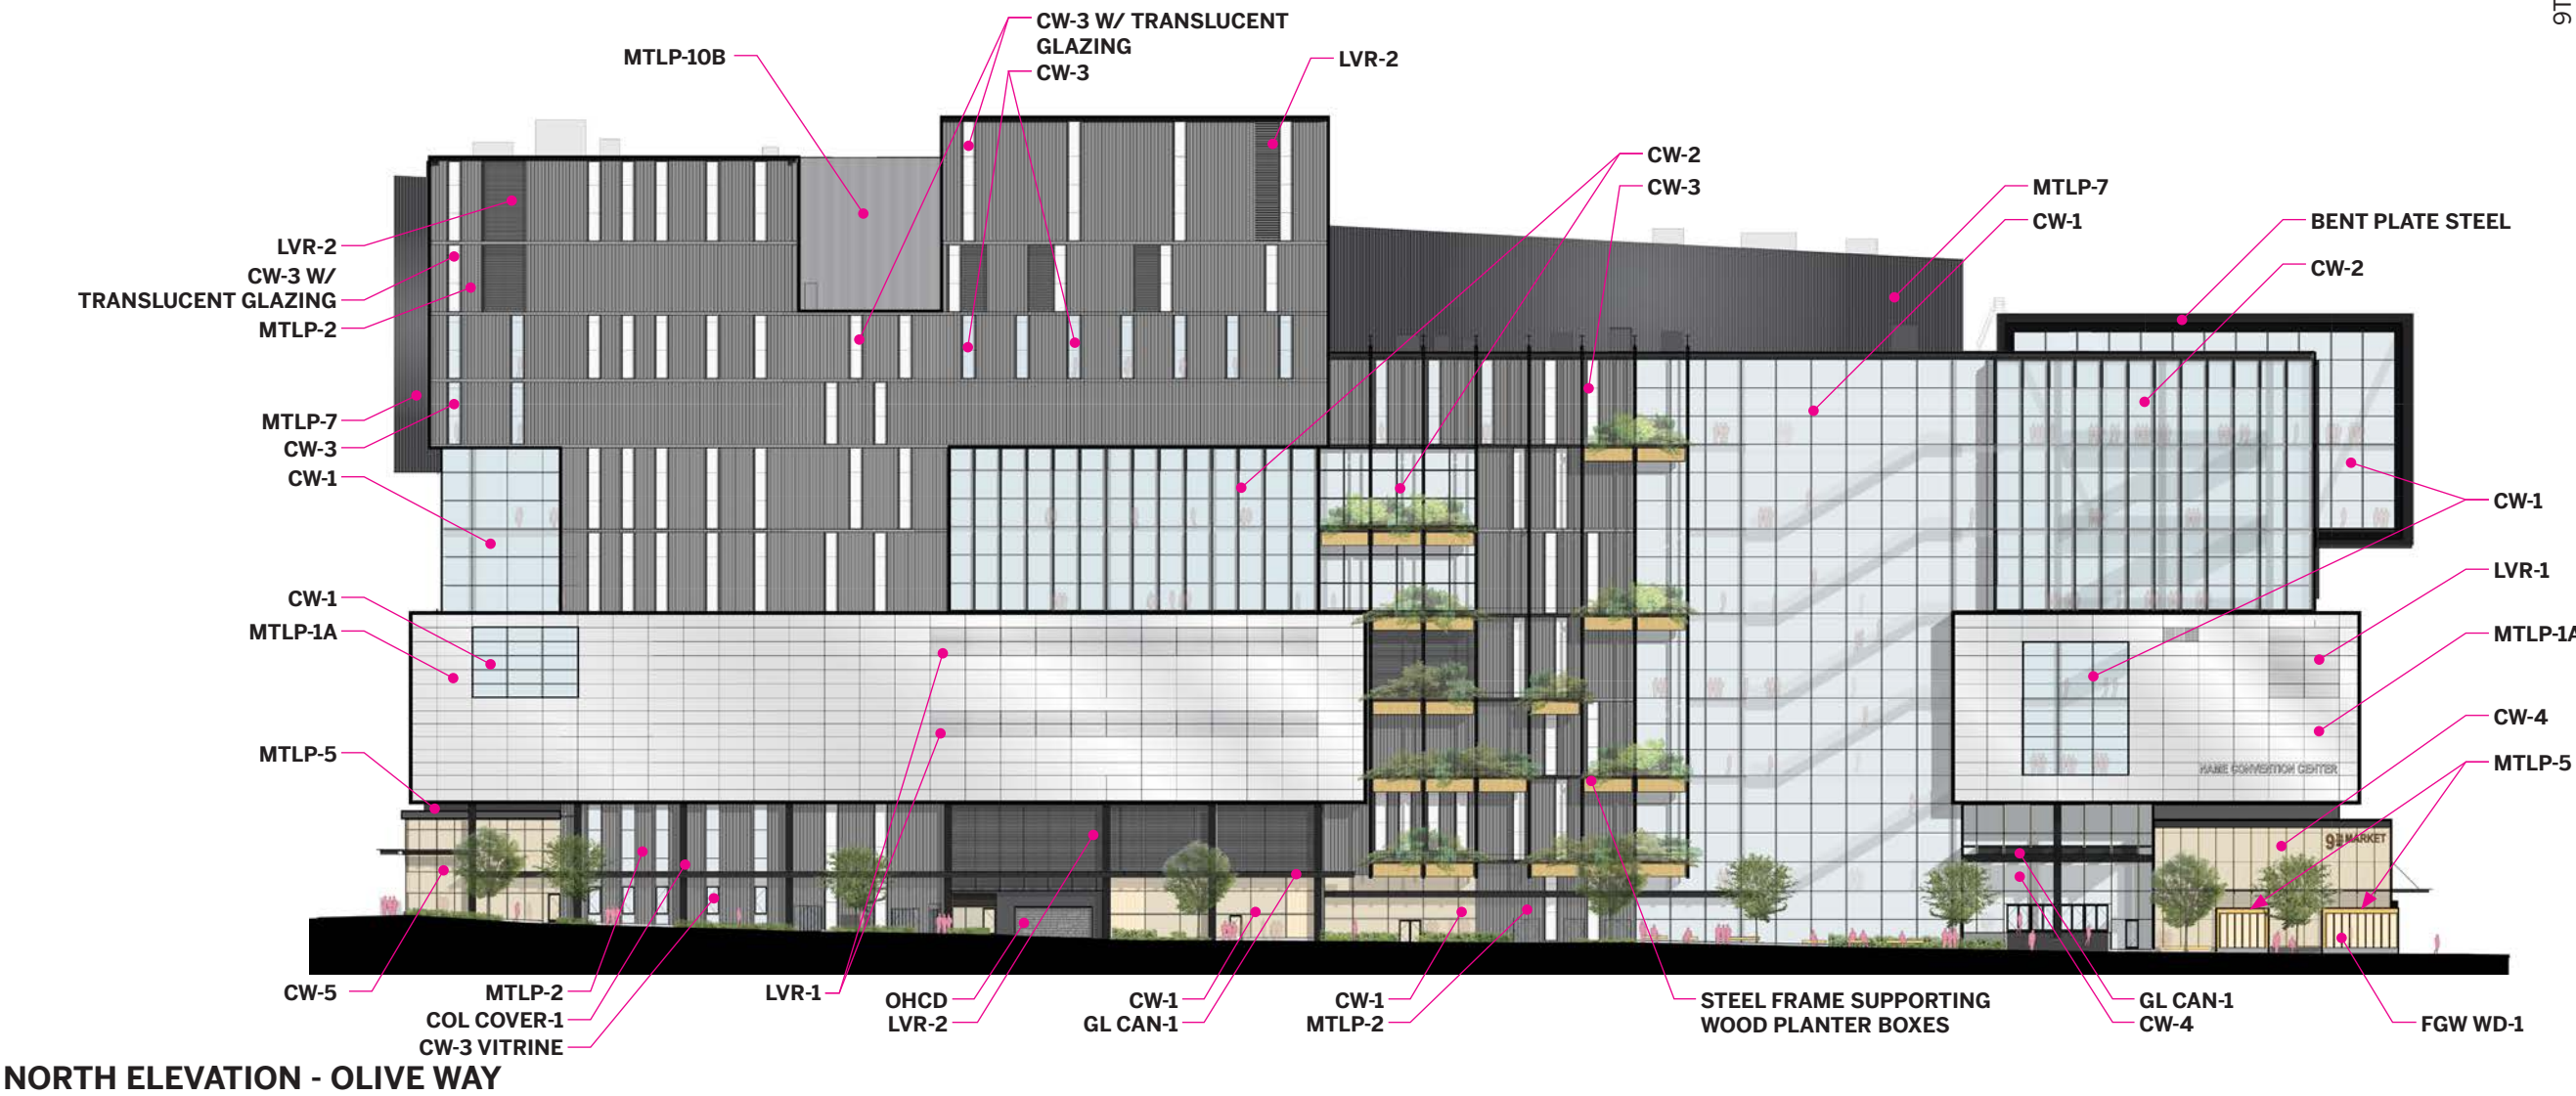 9T
CW-3 W/ TRANSLUCENT
GLAZING
CW-3
MTLP-10B
LVR-2
CW-2
CW-3
MTLP-7
CW-1
BENT PLATE STEEL
CW-2
LVR-2
CW-3 W/
TRANSLUCENT GLAZING
MTLP-2
MTLP-7
CW-3
CW-1
CW-1
MTLP-1A
MTLP-5
CW-1
LVR-1
MTLP-1A
CW-4
MTLP-5
NAME CONVENTION CENTER
9TH MARKET
CW-5
MTLP-2
COL COVER-1
CW-3 VITRINE
LVR-1
OHCD
LVR-2
CW-1
GL CAN-1
CW-1
MTLP-2
STEEL FRAME SUPPORTING
WOOD PLANTER BOXES
GL CAN-1
CW-4
FGW WD-1
NORTH ELEVATION - OLIVE WAY